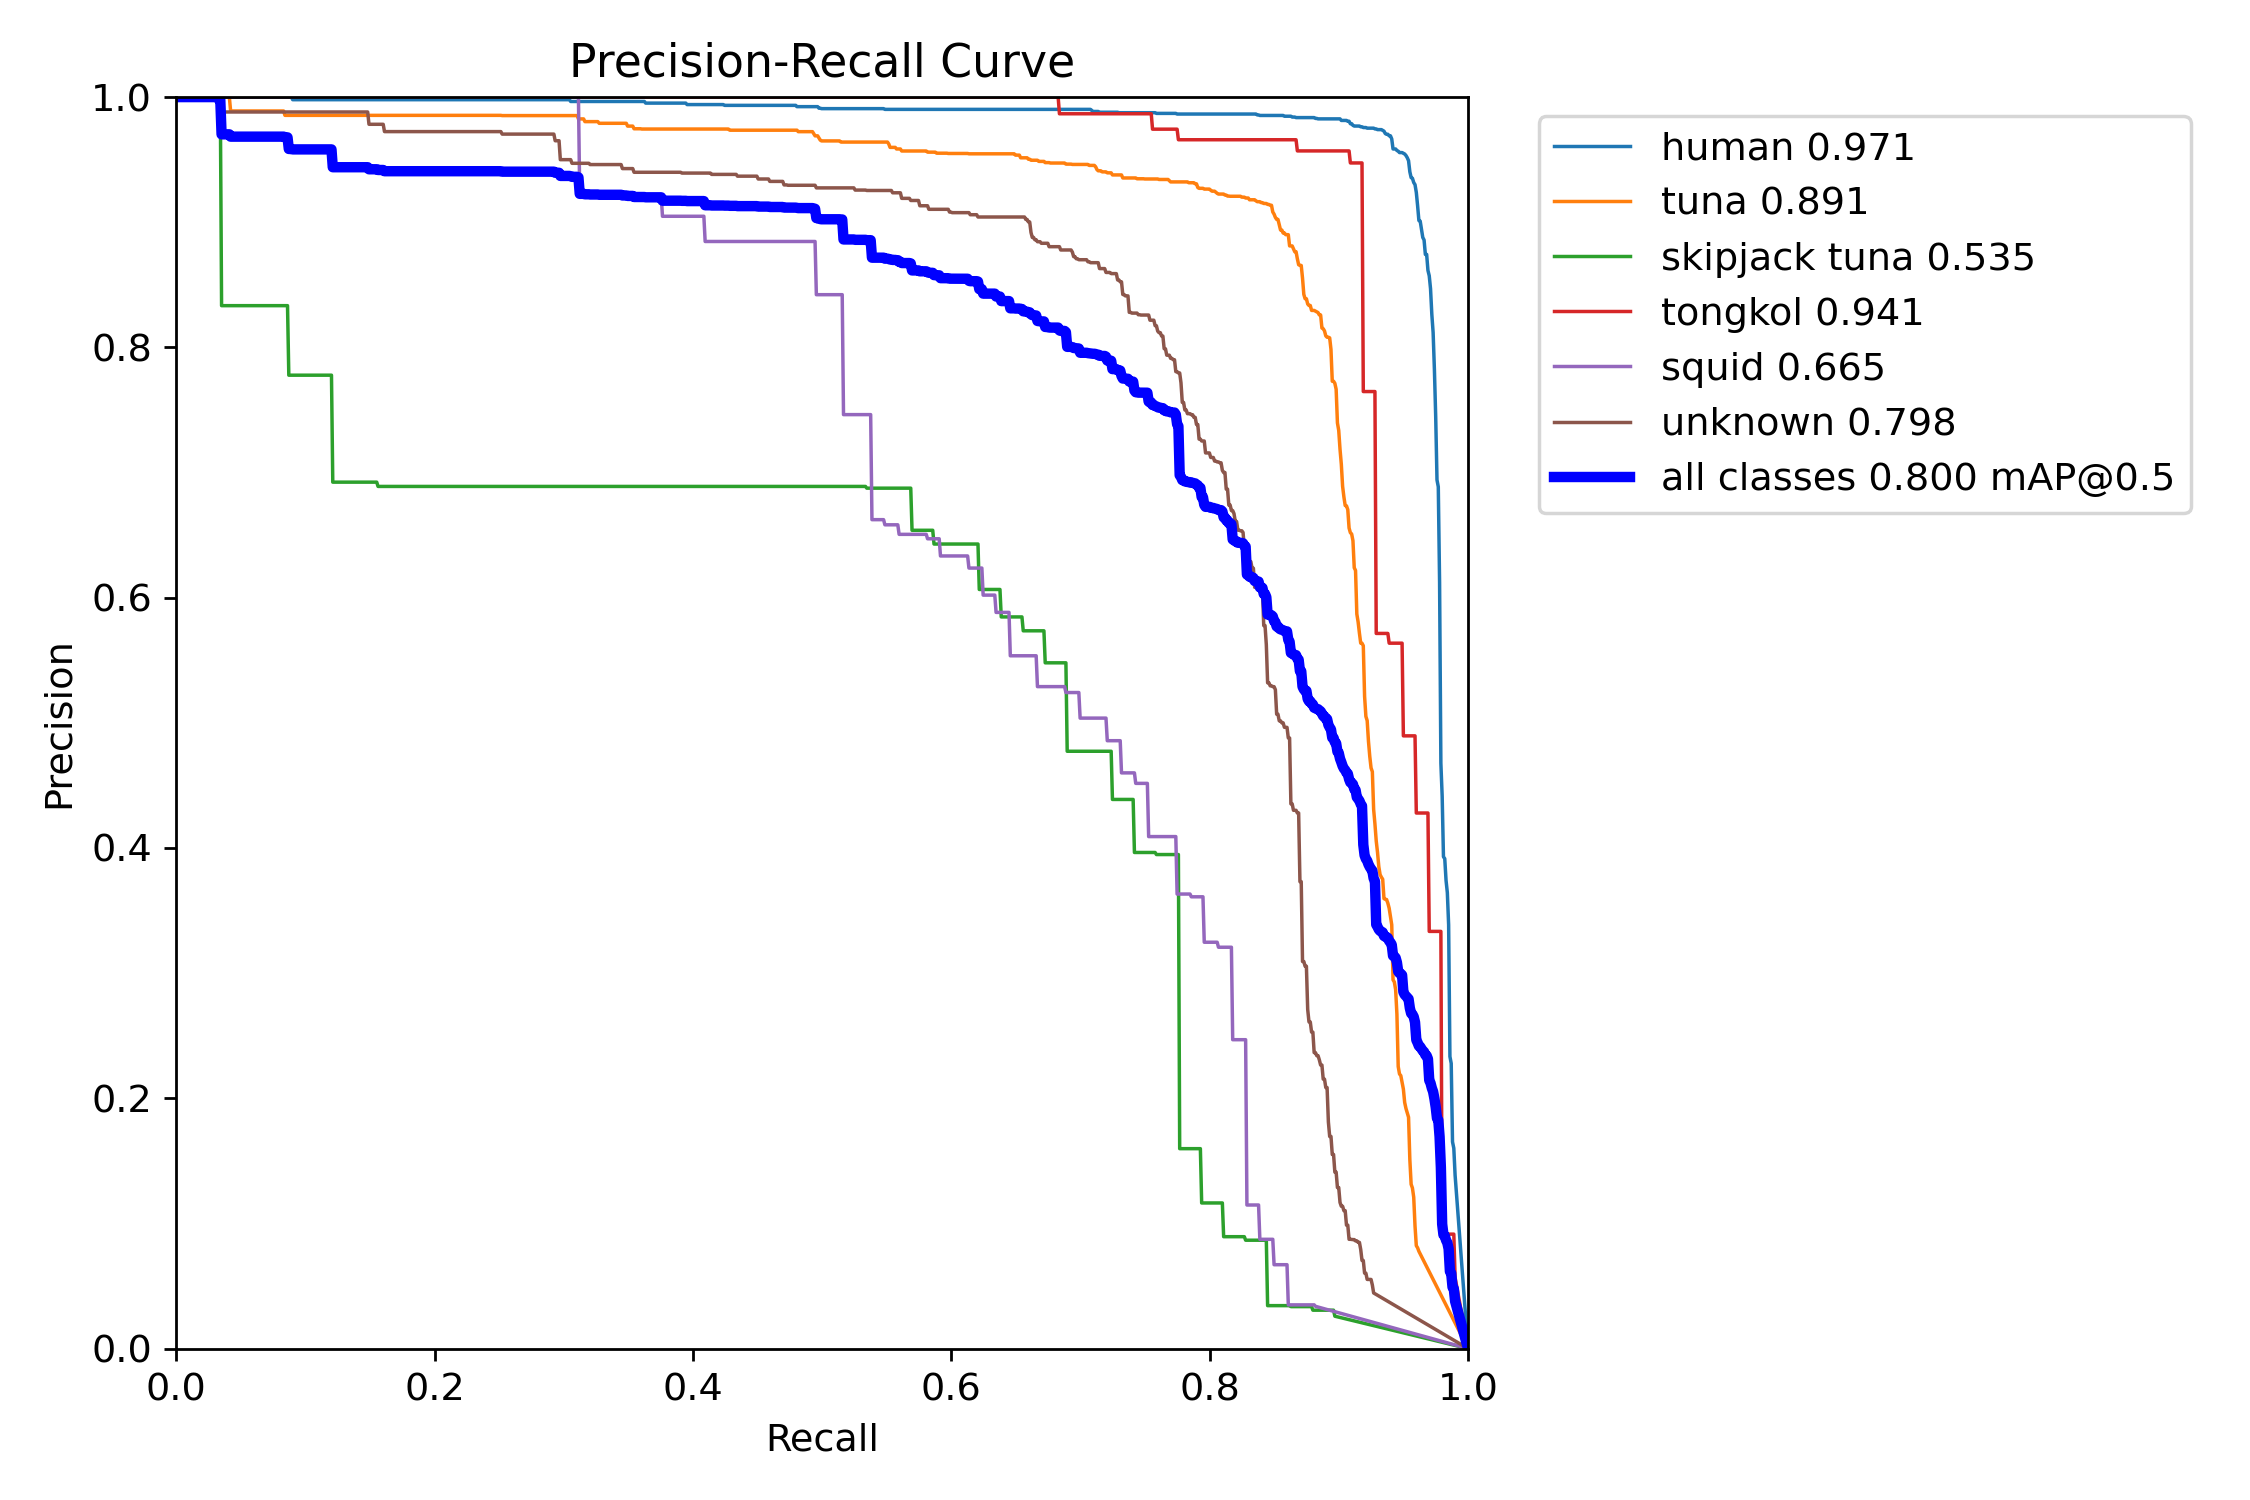 Precision-Recall Curve
1.0
0.8
0.6
0.4
0.2
0.0
Precision
0.0 0.2 0.4 0.6 0.8 1.0
Recall
human 0.971
tuna 0.891
skipjack tuna 0.535
tongkol 0.941
squid 0.665
unknown 0.798
all classes 0.800 mAP@0.5